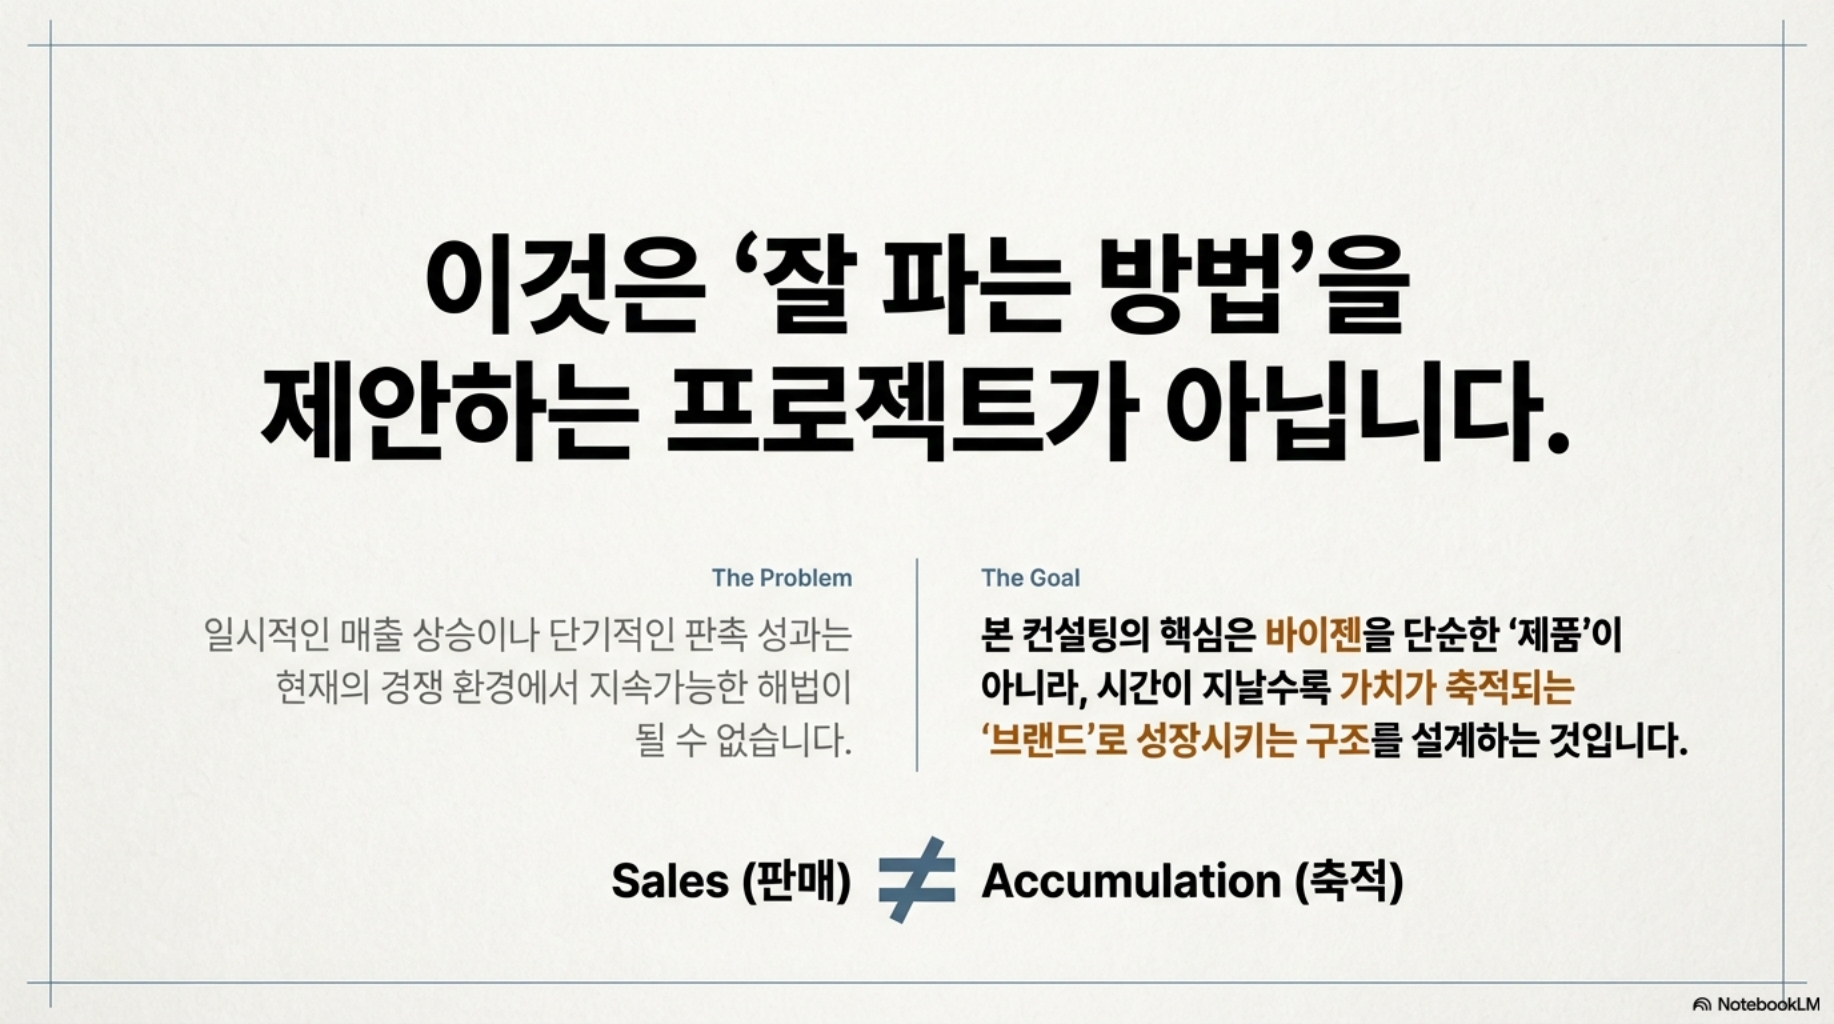 이것은 ‘잘 파는 방법’을
제안하는 프로젝트가 아닙니다.
The Problem
일시적인 매출 상승이나 단기적인 판촉 성과는
현재의 경쟁 환경에서 지속가능한 해법이
될 수 없습니다.
The Goal
본 컨설팅의 핵심은 바이젠을 단순한 ‘제품’이
아니라, 시간이 지날수록 가치가 축적되는
‘브랜드’로 성장시키는 구조를 설계하는 것입니다.
Sales (판매) ≠ Accumulation (축적)
NotebookLM